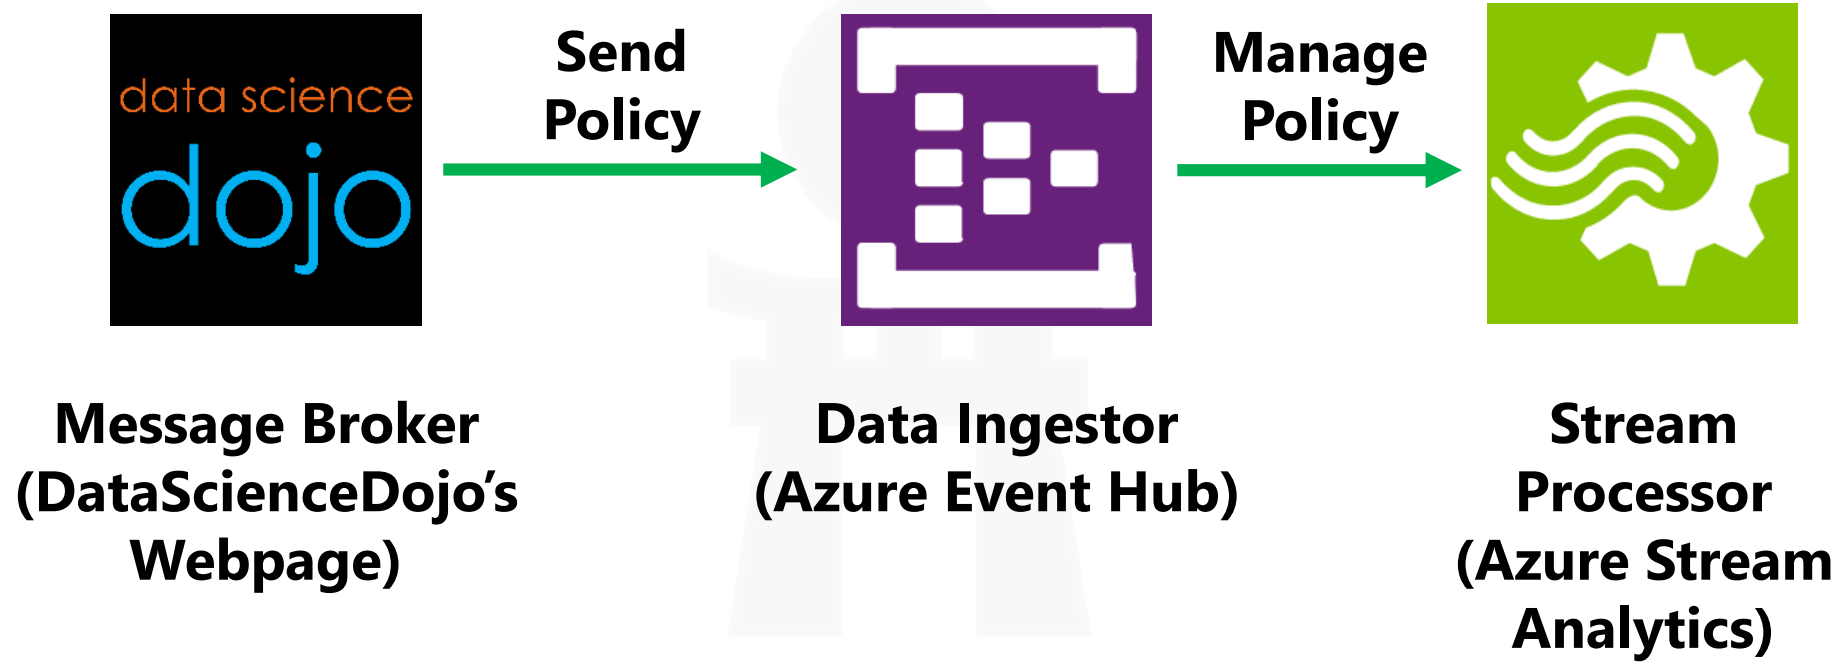 data science
dojo
Send
Policy
Manage
Policy
Message Broker
(DataScienceDojo’s
Webpage)
Data Ingestor
(Azure Event Hub)
Stream
Processor
(Azure Stream
Analytics)